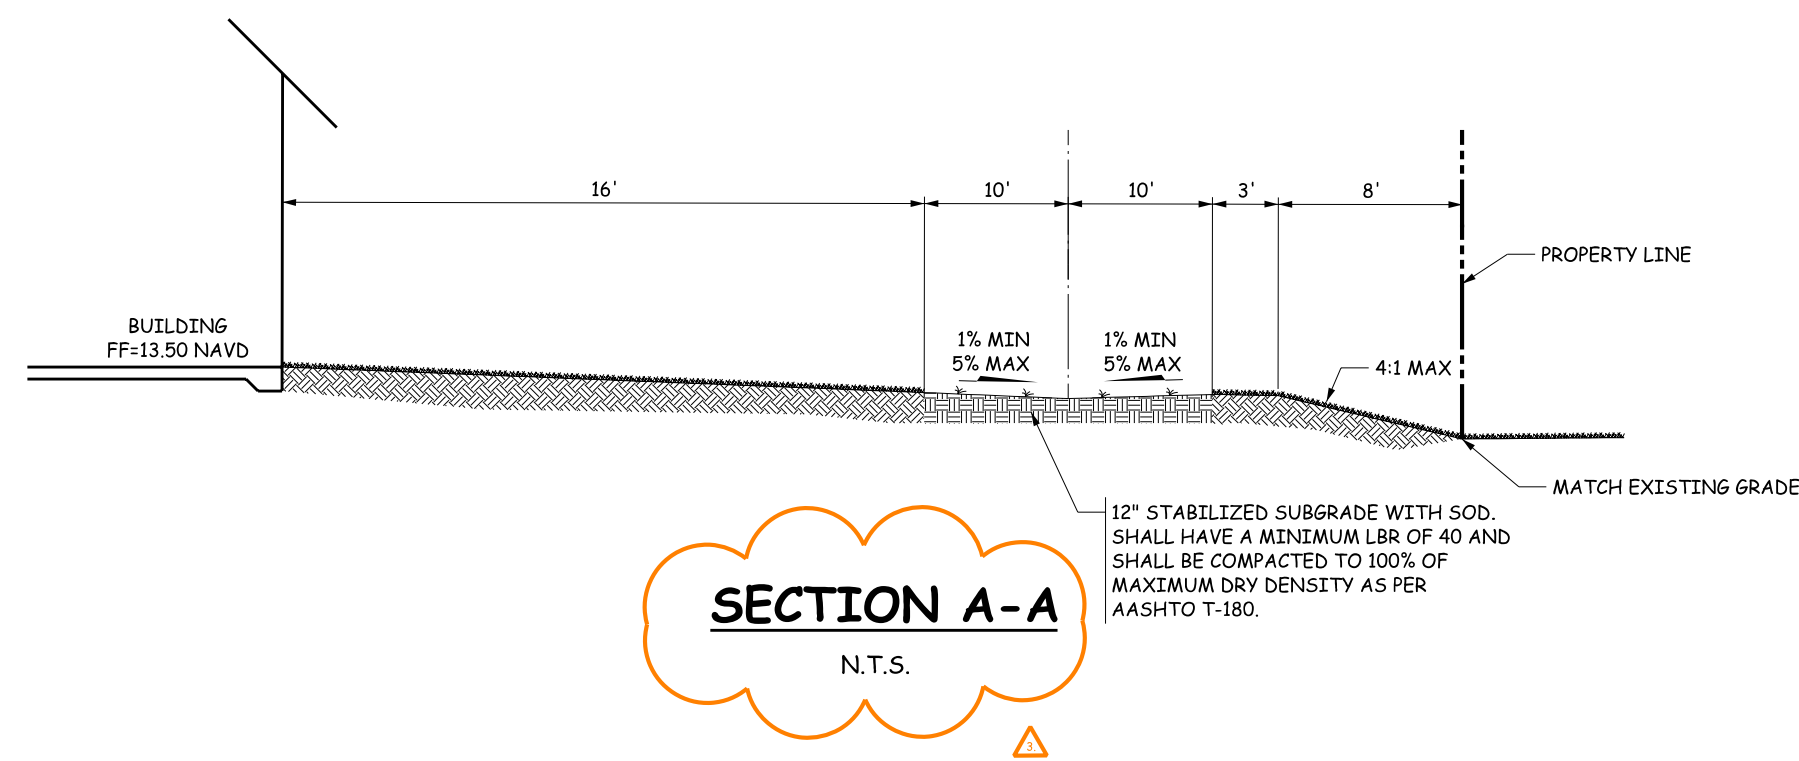 16'
10'
10'
3'
8'
PROPERTY LINE
BUILDING
FF=13.50 NAVD
1% MIN
5% MAX
1% MIN
5% MAX
4:1 MAX
MATCH EXISTING GRADE
12" STABILIZED SUBGRADE WITH SOD.
SHALL HAVE A MINIMUM LBR OF 40 AND
SHALL BE COMPACTED TO 100% OF
MAXIMUM DRY DENSITY AS PER
AASHTO T-180.
SECTION A-A
N.T.S.
3.